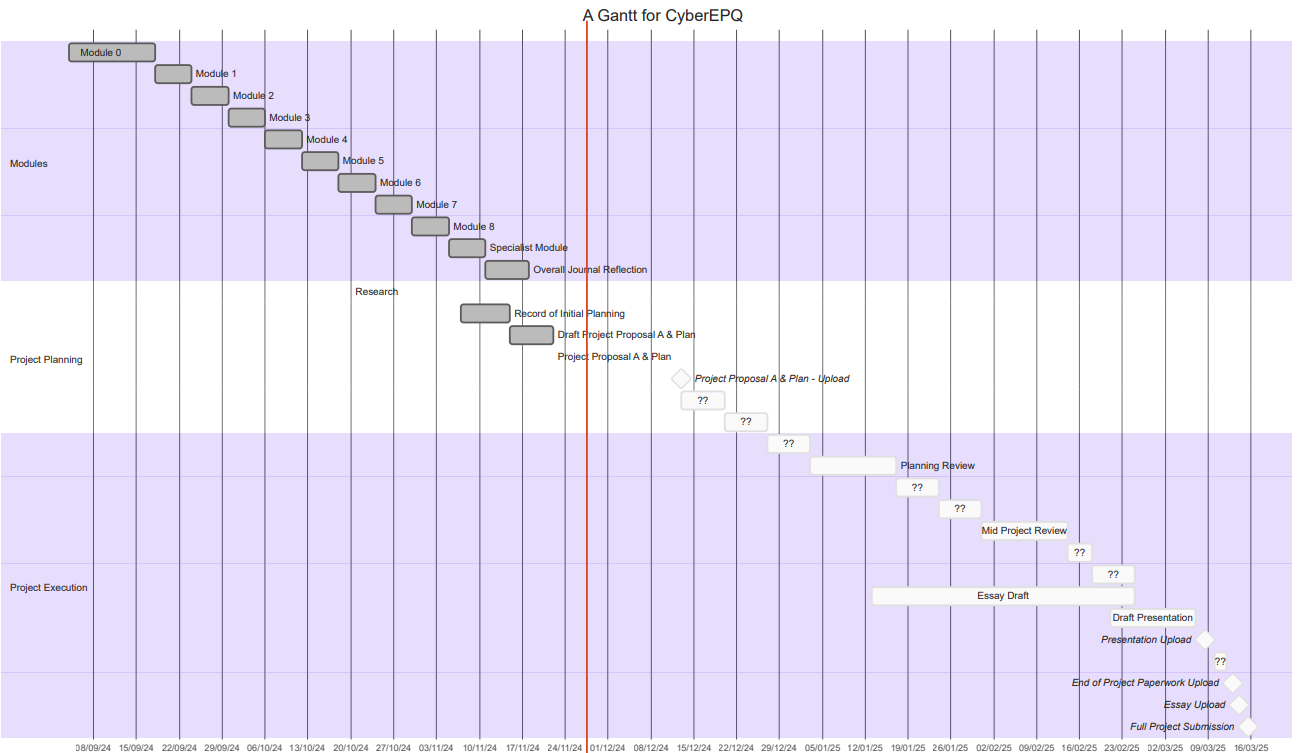 A Gantt for CyberEPQ
Module 0
Module 1
Module 2
Module 3
Module 4
Modules
Module 5
Module 6
Module 7
Module 8
Specialist Module
Overall Journal Reflection
Research
Record of Initial Planning
Draft Project Proposal A & Plan
Project Planning
Project Proposal A & Plan
Project Proposal A & Plan - Upload
??
??
??
Planning Review
??
??
Mid Project Review
??
??
Project Execution
Essay Draft
Draft Presentation
Presentation Upload
??
End of Project Paperwork Upload
Essay Upload
Full Project Submission
08/09/24 15/09/24 22/09/24 29/09/24 06/10/24 13/10/24 20/10/24 27/10/24 03/11/24 10/11/24 17/11/24 24/11/24 01/12/24 08/12/24 15/12/24 22/12/24 29/12/24 05/01/25 12/01/25 19/01/25 26/01/25 02/02/25 09/02/25 16/02/25 23/02/25 02/03/25 09/03/25 16/03/25